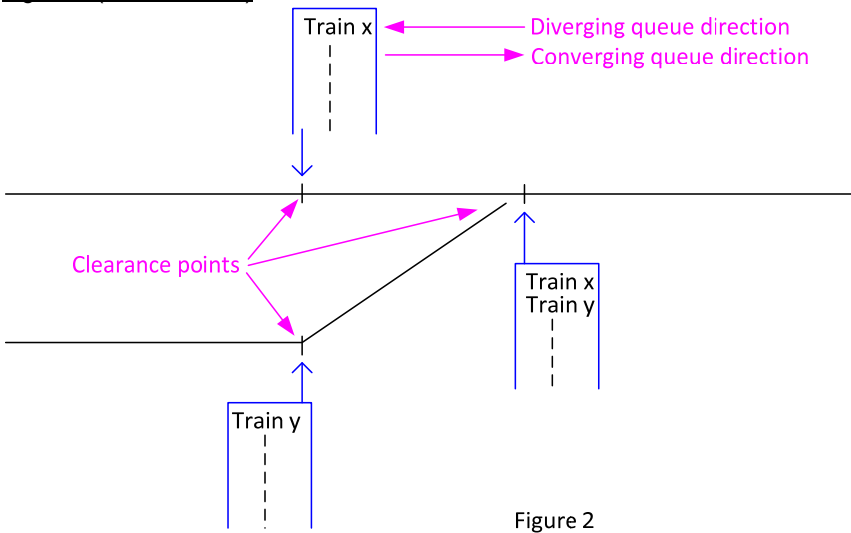 Train x
Diverging queue direction
Converging queue direction
Clearance points
Train x
Train y
Train y
Figure 2